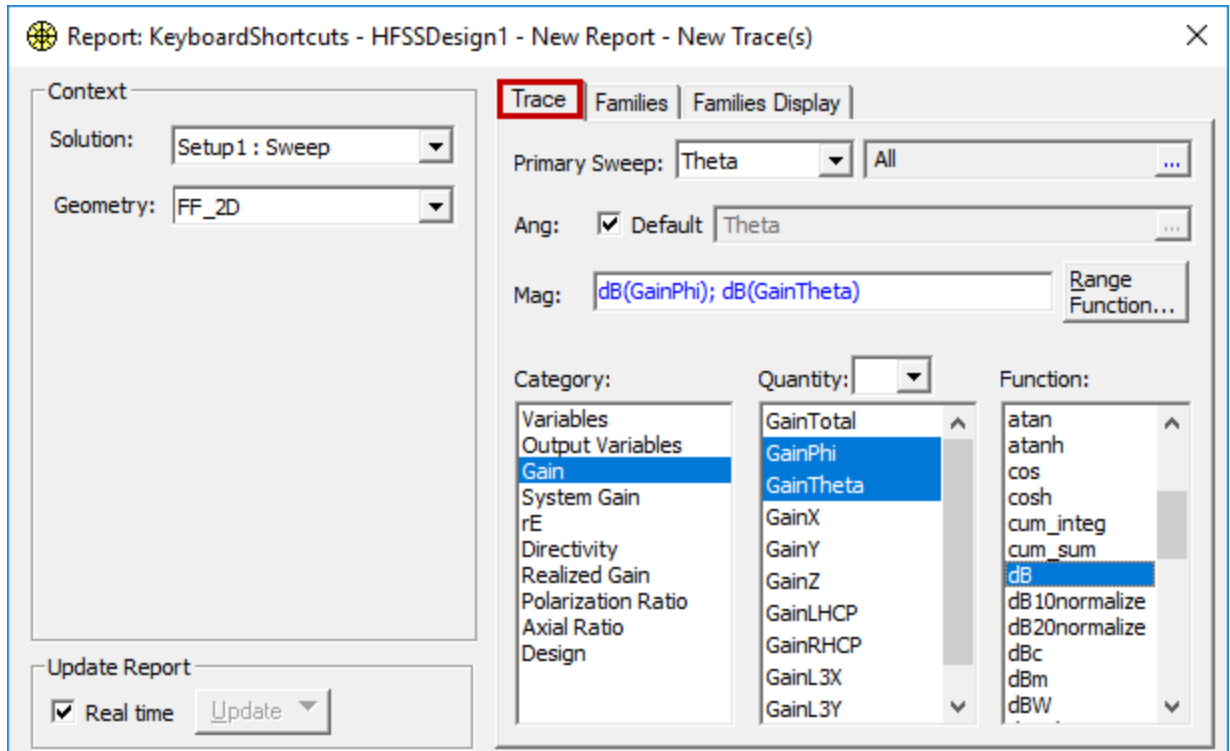 Report: KeyboardShortcuts - HFSSDesign1 - New Report - New Trace(s)
Context
Solution: Setup1 : Sweep
Geometry: FF_2D
Update Report
Real time Update
Trace Families Families Display
Primary Sweep: Theta All ...
Ang: Default Theta ...
Mag: dB(GainPhi); dB(GainTheta) Range Function...
Category:
Variables
Output Variables
Gain
System Gain
rE
Directivity
Realized Gain
Polarization Ratio
Axial Ratio
Design
Quantity:
GainTotal
GainPhi
GainTheta
GainX
GainY
GainZ
GainLHCP
GainRHCP
GainL3X
GainL3Y
Function:
atan
atanh
cos
cosh
cum_integ
cum_sum
dB
dB10normalize
dB20normalize
dBc
dBm
dBW